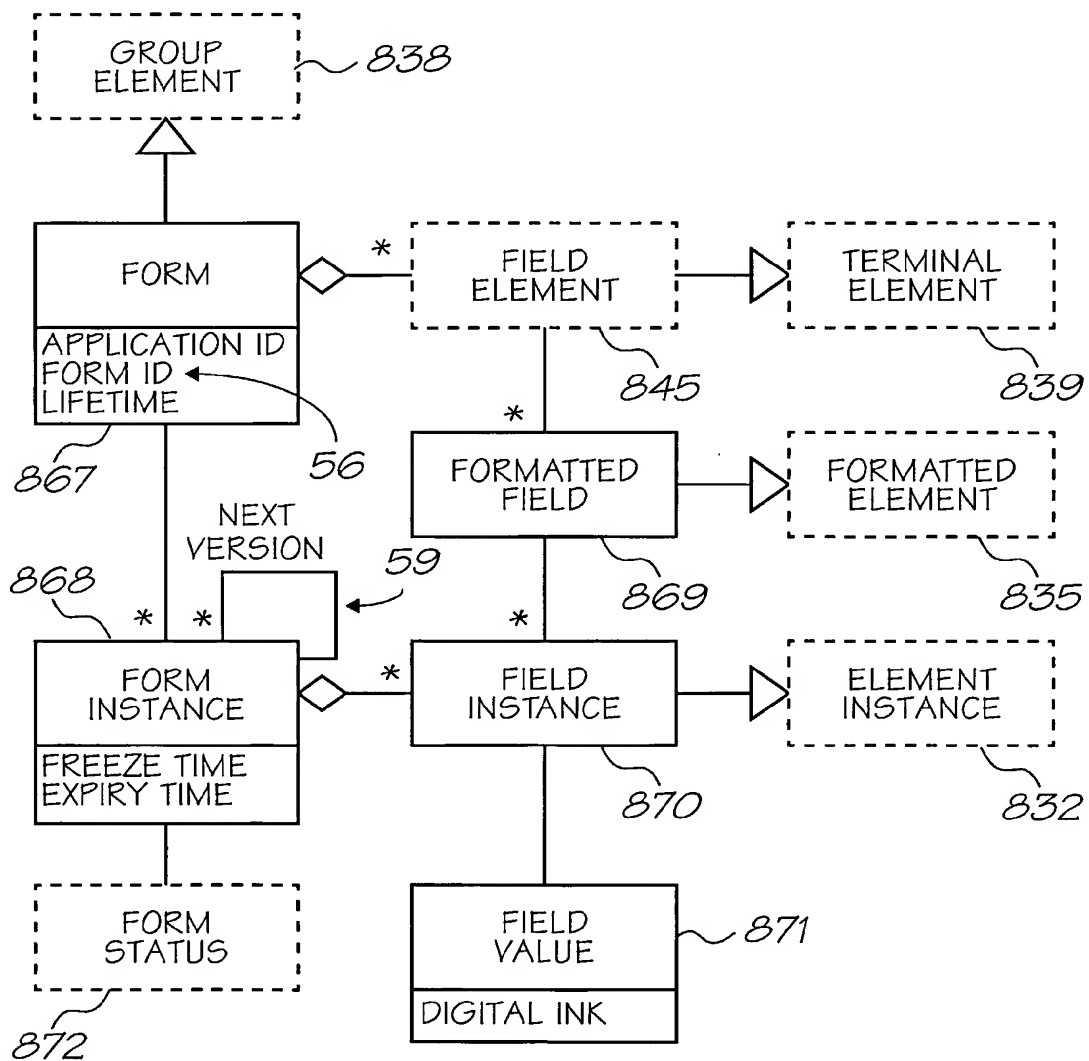 GROUP
ELEMENT
838
FORM
*
FIELD
ELEMENT
TERMINAL
ELEMENT
APPLICATION ID
FORM ID
LIFETIME
845
839
867
56
*
FORMATTED
FIELD
FORMATTED
ELEMENT
NEXT
VERSION
59
869
835
868
*
*
*
*
FORM
INSTANCE
FIELD
INSTANCE
ELEMENT
INSTANCE
FREEZE TIME
EXPIRY TIME
870
832
FORM
STATUS
FIELD
VALUE
871
872
DIGITAL INK